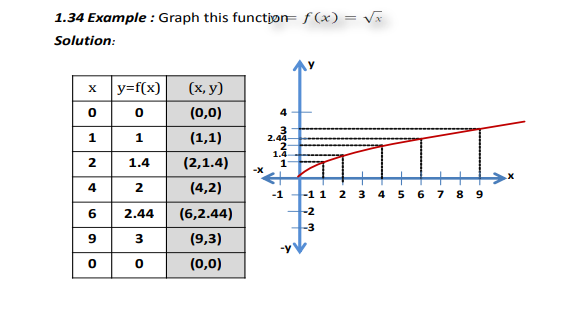 1.34 Example : Graph this function y = f(x) = √x
Solution:
x y=f(x) (x, y)
0 0 (0,0)
1 1 (1,1)
2 1.4 (2,1.4)
4 2 (4,2)
6 2.44 (6,2.44)
9 3 (9,3)
0 0 (0,0)
y
4
3
2.44
2
1.4
1
-x x
-1 -1 1 2 3 4 5 6 7 8 9
-2
-3
-y